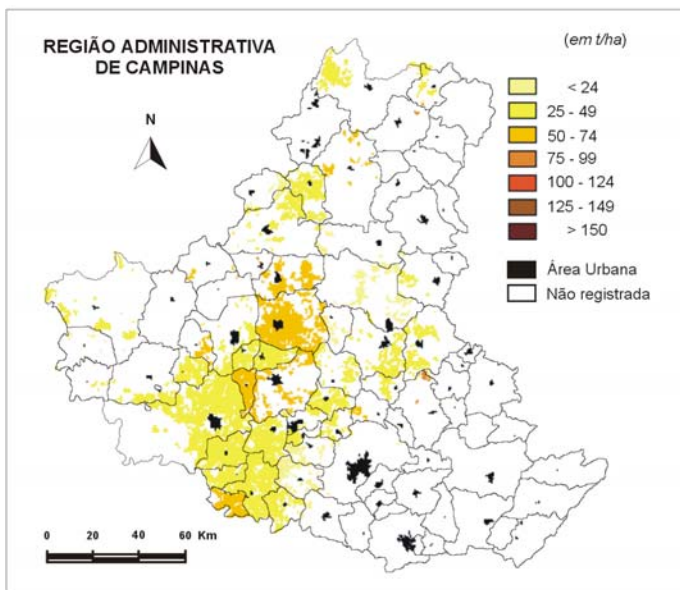 REGIÃO ADMINISTRATIVA
DE CAMPINAS
N
(em t/ha)
< 24
25 - 49
50 - 74
75 - 99
100 - 124
125 - 149
> 150
Área Urbana
Não registrada
0 20 40 60 Km